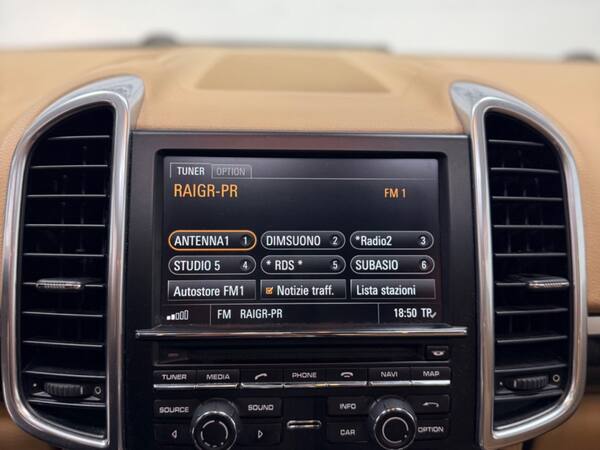 TUNER OPTION
RAIGR-PR FM 1
ANTENNA1 1 DIMSUONO 2 *Radio2 3
STUDIO 5 4 * RDS * 5 SUBASIO 6
Autostore FM1 Notizie traff. Lista stazioni
FM RAIGR-PR 18:50 TP
TUNER MEDIA PHONE NAVI MAP
SOURCE SOUND INFO
CAR OPTION